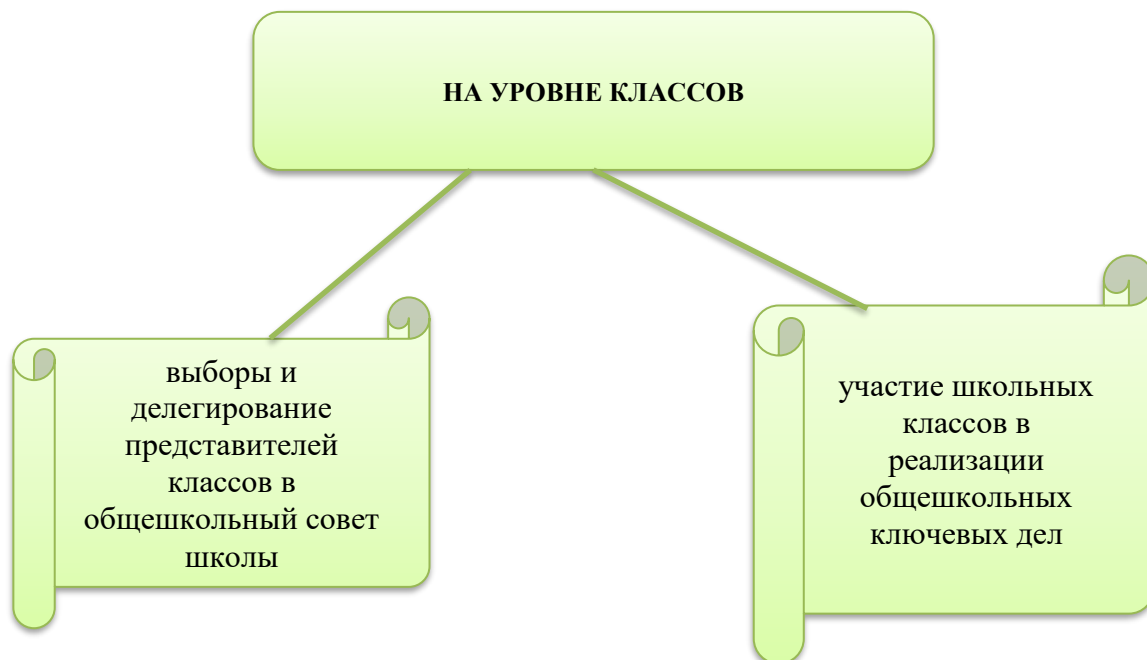 НА УРОВНЕ КЛАССОВ
выборы и
делегирование
представителей
классов в
общешкольный совет
школы
участие школьных
классов в
реализации
общешкольных
ключевых дел